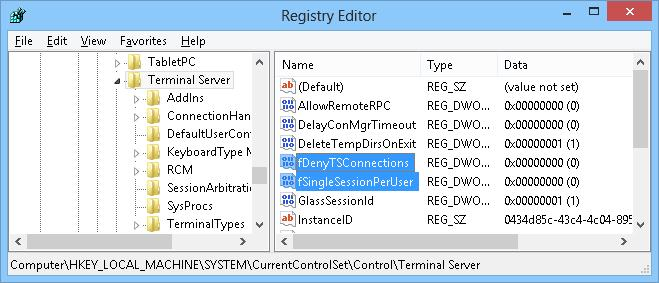 Registry Editor
File Edit View Favorites Help
TabletPC
Terminal Server
AddIns
ConnectionHan
DefaultUserConf
KeyboardType M
RCM
SessionArbitratio
SysProcs
TerminalTypes
Name Type Data
(Default) REG_SZ (value not set)
AllowRemoteRPC REG_DWO... 0x00000000 (0)
DelayConMgrTimeout REG_DWO... 0x00000000 (0)
DeleteTempDirsOnExit REG_DWO... 0x00000001 (1)
fDenyTSConnections REG_DWO... 0x00000000 (0)
fSingleSessionPerUser REG_DWO... 0x00000000 (0)
GlassSessionId REG_DWO... 0x00000001 (1)
InstanceID REG_SZ 0434d85c-43c4-4c04-895
Computer\HKEY_LOCAL_MACHINE\SYSTEM\CurrentControlSet\Control\Terminal Server